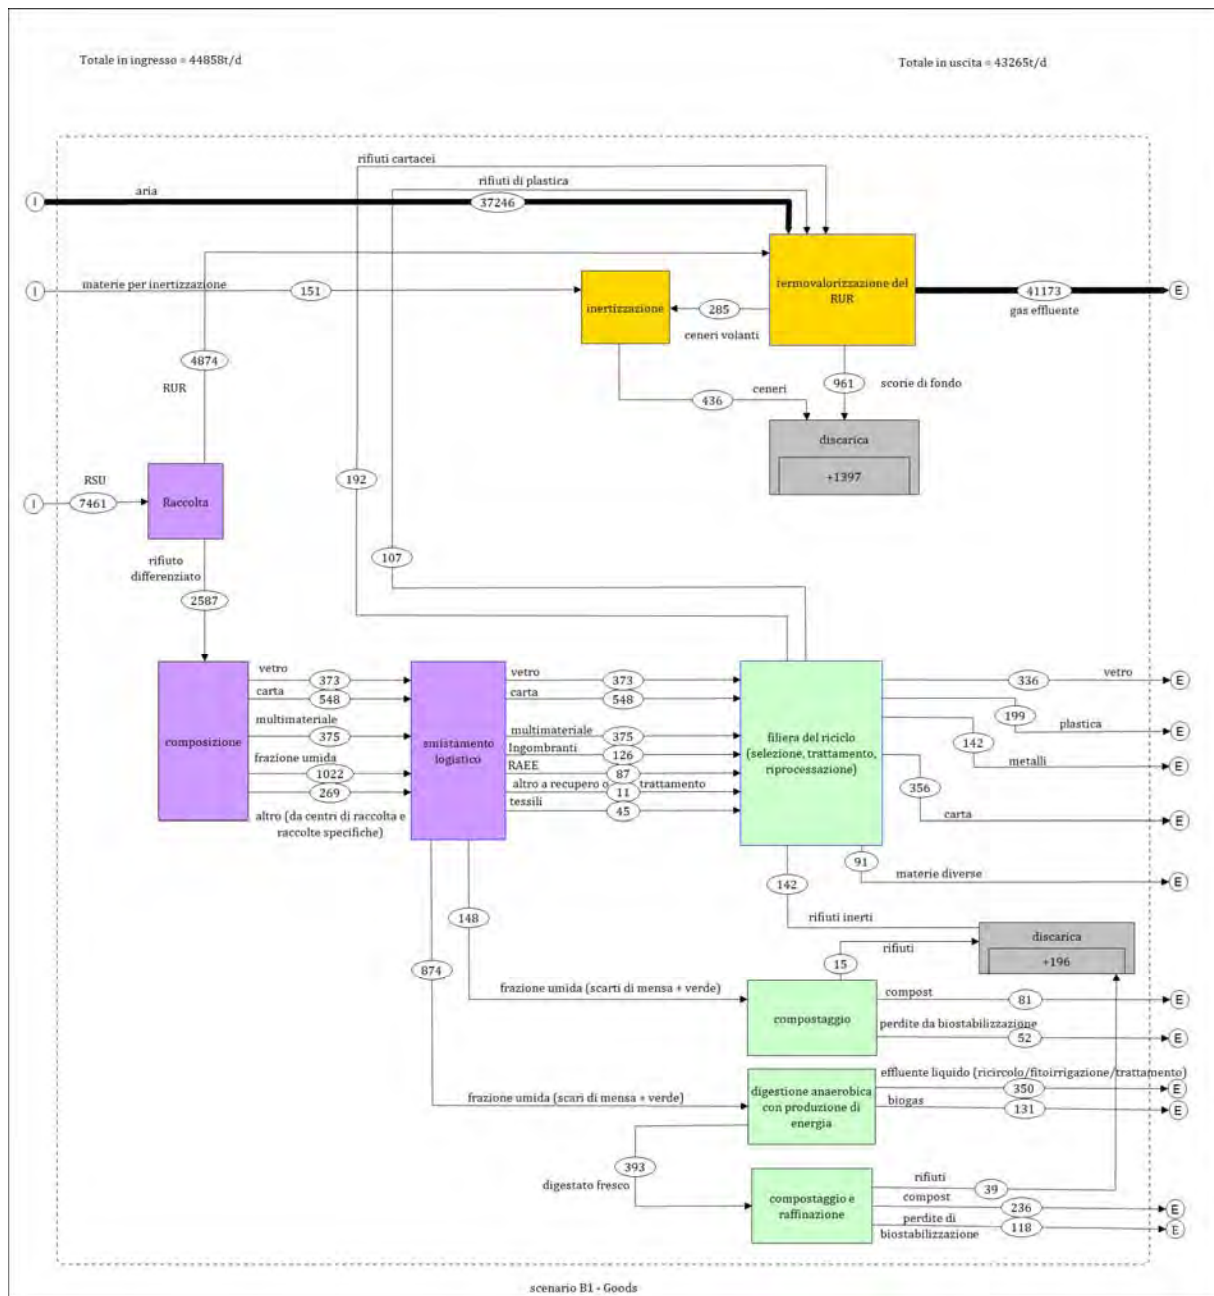 Totale in ingresso = 44858t/d
Totale in uscita = 43265t/d
rifiuti cartacei
rifiuti di plastica
aria
I
37246
I
materie per inertizzazione
151
inertizzazione
termovalorizzazione del
RUR
285
ceneri volanti
41173
gas effluente
E
4874
RUR
961
scorie di fondo
436
ceneri
discarica
+1397
192
I
RSU
7461
Raccolta
107
rifiuto
differenziato
2587
composizione
vetro
373
carta
548
multimateriale
375
frazione umida
1022
269
altro (da centri di raccolta e
raccolte specifiche)
smistamento
logistico
vetro
373
carta
548
multimateriale
375
Ingombranti
126
RAEE
87
altro a recupero o trattamento
11
tessili
45
filiera del riciclo
(selezione, trattamento,
riprocessazione)
336
vetro
E
199
plastica
E
142
metalli
E
356
carta
E
91
materie diverse
E
142
rifiuti inerti
148
874
discarica
+196
rifiuti
15
frazione umida (scarti di mensa + verde)
compostaggio
compost
81
E
perdite da biostabilizzazione
52
E
frazione umida (scari di mensa + verde)
digestione anaerobica
con produzione di
energia
effluente liquido (ricircolo/fitoirrigazione/trattamento)
350
E
biogas
131
E
393
digestato fresco
compostaggio e
raffinazione
rifiuti
39
compost
236
E
perdite di
biostabilizzazione
118
E
scenario B1 - Goods